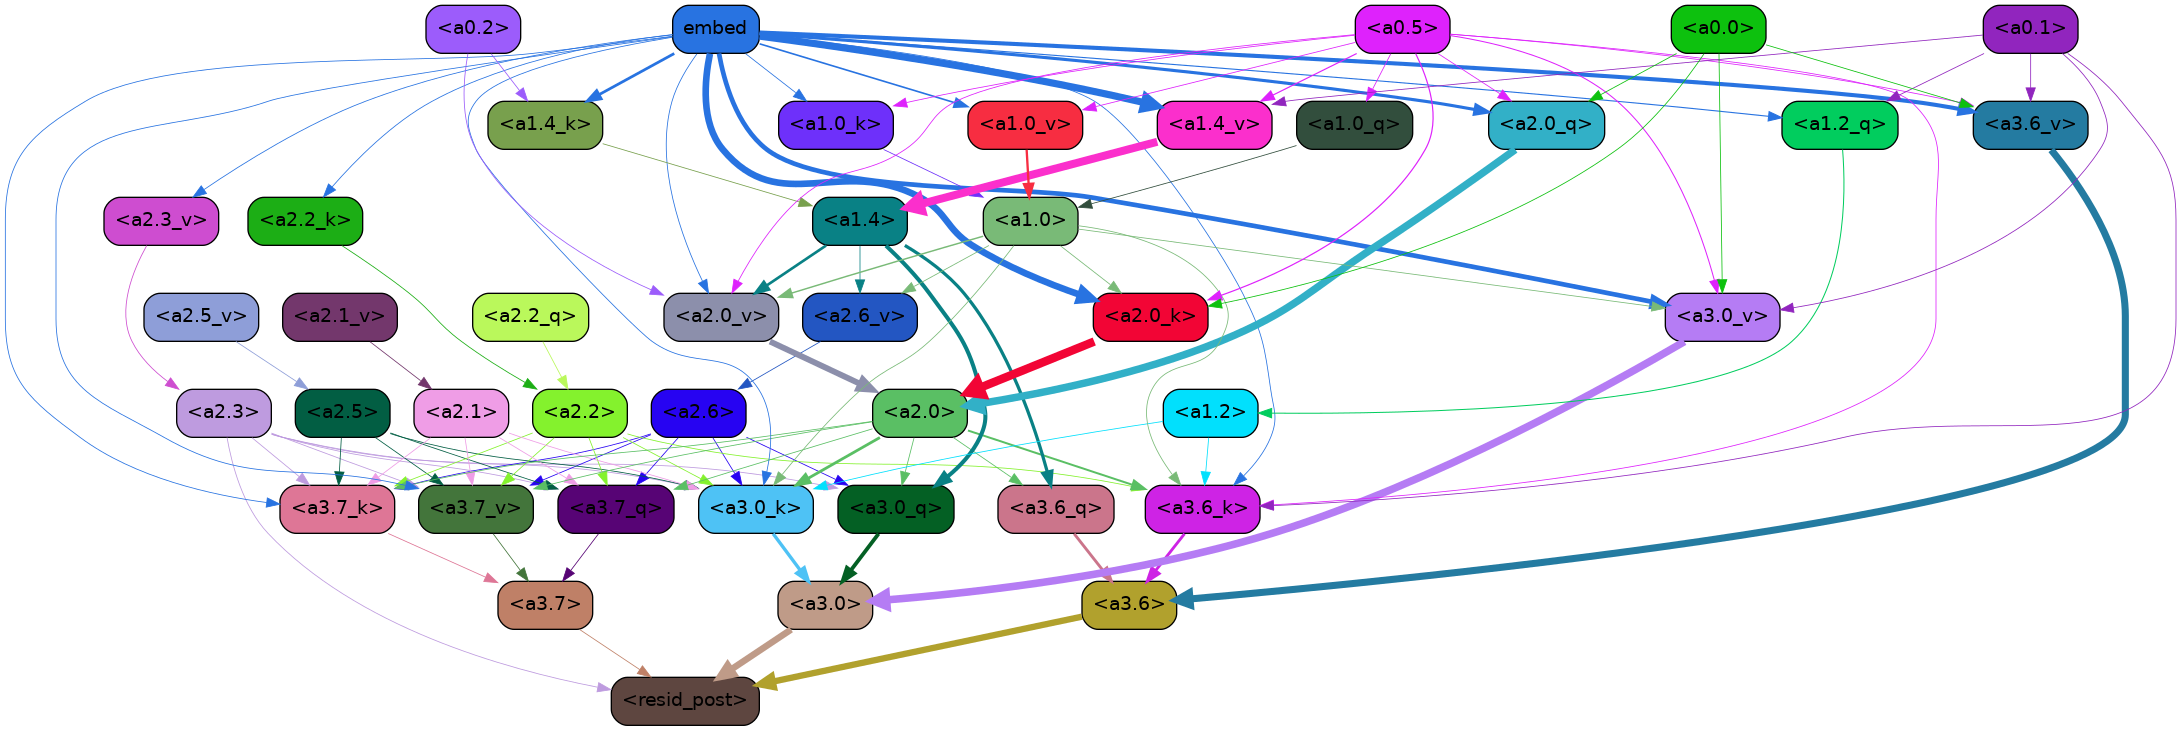 <a0.2>
embed
<a0.5>
<a0.0>
<a0.1>
<a1.4_k>
<a1.0_k>
<a1.0_v>
<a1.4_v>
<a1.0_q>
<a2.0_q>
<a1.2_q>
<a3.6_v>
<a2.3_v>
<a2.2_k>
<a1.4>
<a1.0>
<a2.5_v>
<a2.1_v>
<a2.2_q>
<a2.0_v>
<a2.6_v>
<a2.0_k>
<a3.0_v>
<a2.3>
<a2.5>
<a2.1>
<a2.2>
<a2.6>
<a2.0>
<a1.2>
<a3.7_k>
<a3.7_v>
<a3.7_q>
<a3.0_k>
<a3.0_q>
<a3.6_q>
<a3.6_k>
<a3.7>
<a3.0>
<a3.6>
<resid_post>